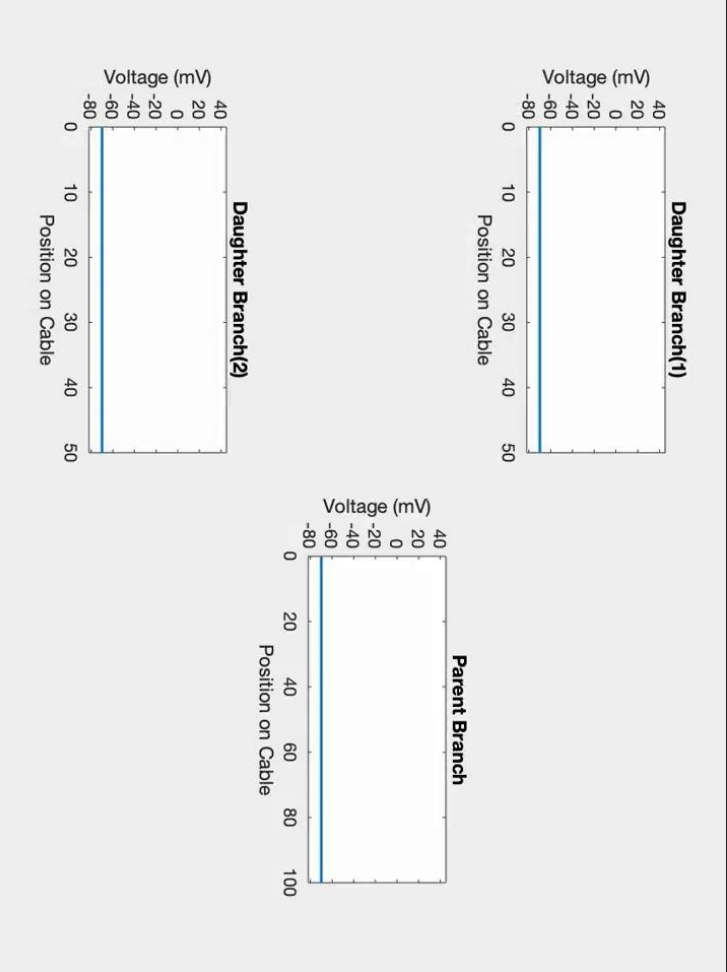 Voltage (mV)
-80 -60 -40 -20 0 20 40
Daughter Branch(2)
0 10 20 30 40 50
Position on Cable
Voltage (mV)
-80 -60 -40 -20 0 20 40
Daughter Branch(1)
0 10 20 30 40 50
Position on Cable
Voltage (mV)
-80 -60 -40 -20 0 20 40
Parent Branch
0 20 40 60 80 100
Position on Cable